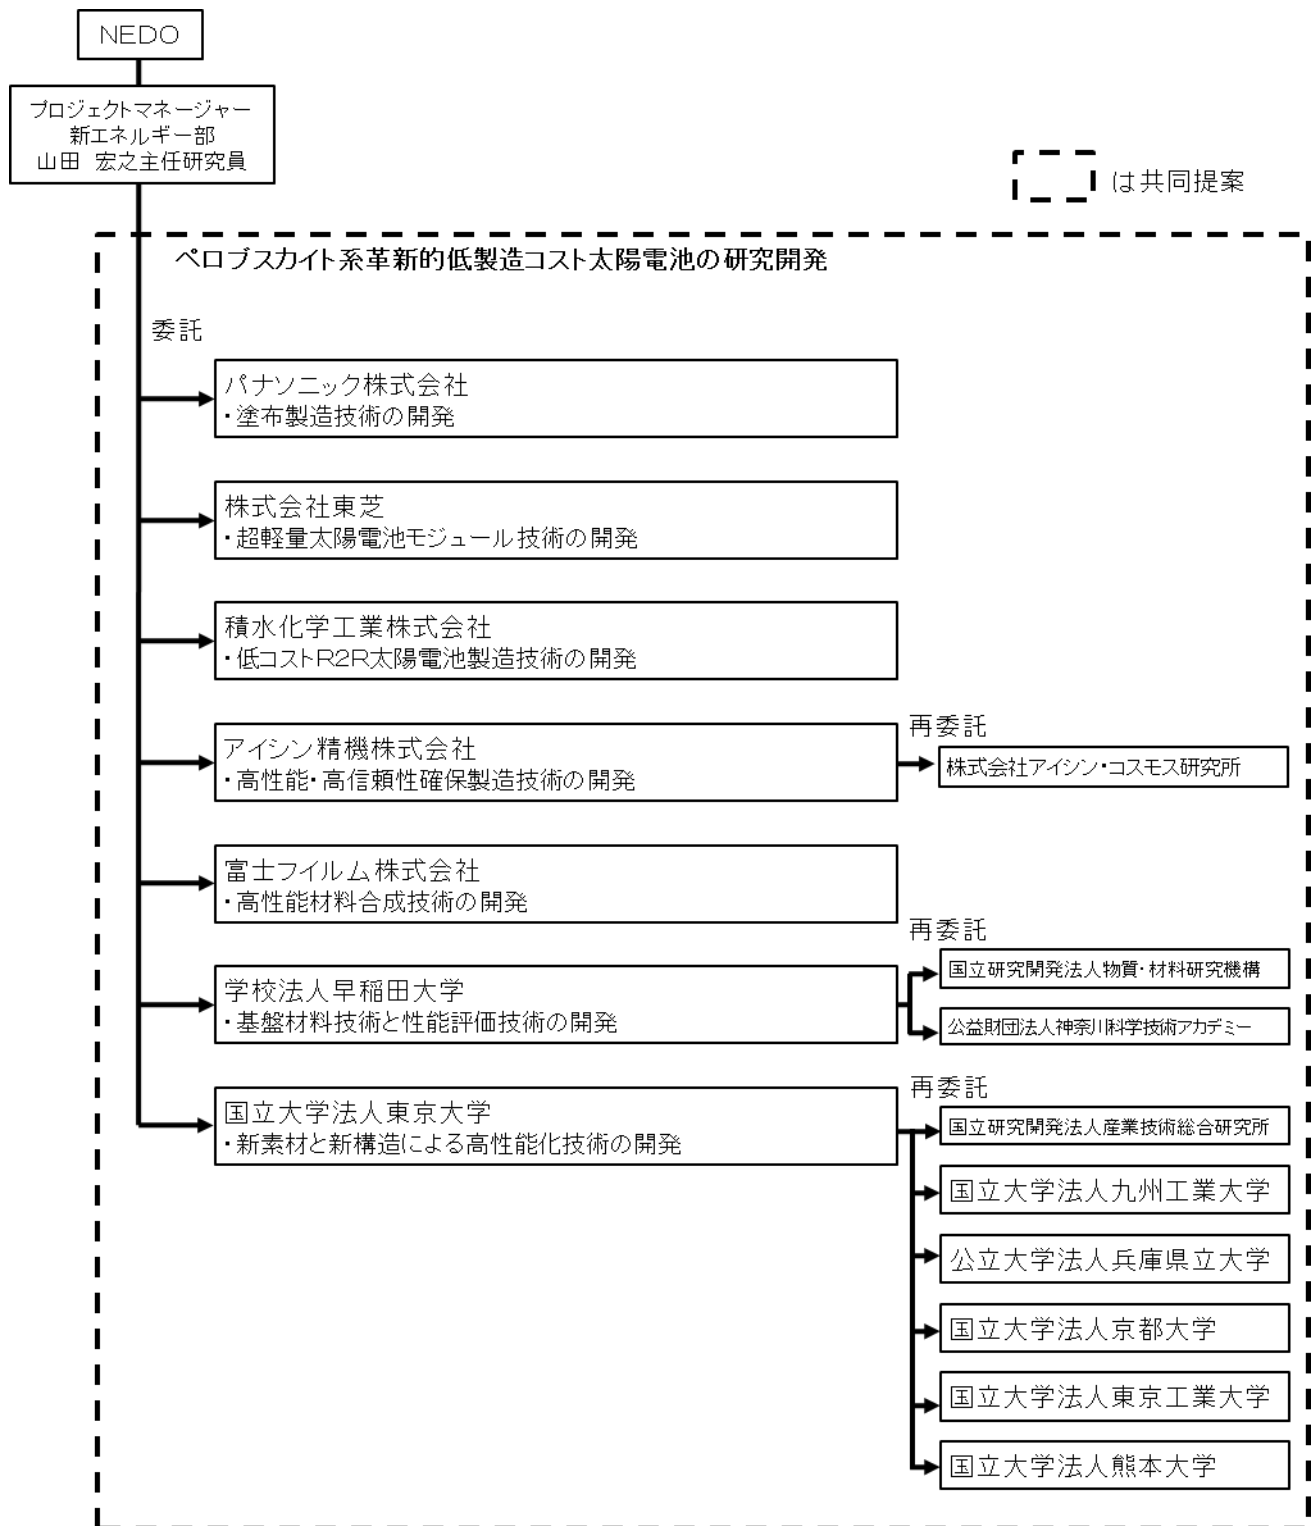 NEDO
プロジェクトマネージャー
新エネルギー部
山田 宏之主任研究員
は共同提案
ペロブスカイト系革新的低製造コスト太陽電池の研究開発
委託
パナソニック株式会社
・塗布製造技術の開発
株式会社東芝
・超軽量太陽電池モジュール技術の開発
積水化学工業株式会社
・低コストR2R太陽電池製造技術の開発
アイシン精機株式会社
・高性能・高信頼性確保製造技術の開発
再委託
株式会社アイシン・コスモス研究所
富士フイルム株式会社
・高性能材料合成技術の開発
学校法人早稲田大学
・基盤材料技術と性能評価技術の開発
再委託
国立研究開発法人物質・材料研究機構
公益財団法人神奈川科学技術アカデミー
国立大学法人東京大学
・新素材と新構造による高性能化技術の開発
再委託
国立研究開発法人産業技術総合研究所
国立大学法人九州工業大学
公立大学法人兵庫県立大学
国立大学法人京都大学
国立大学法人東京工業大学
国立大学法人熊本大学